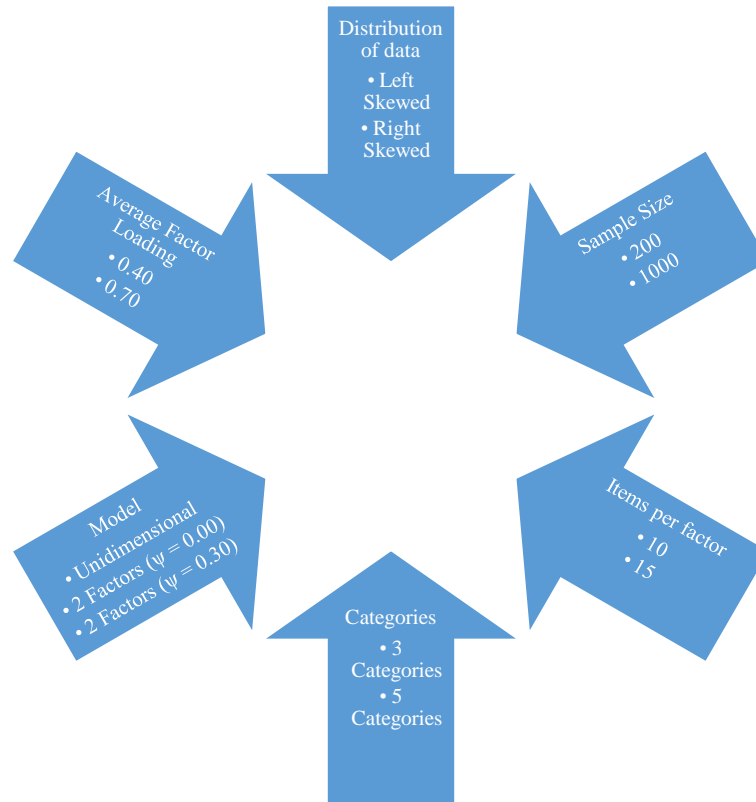 Distribution
of data
• Left
Skewed
• Right
Skewed
Average Factor
Loading
• 0.40
• 0.70
Sample Size
• 200
• 1000
Model
• Unidimensional
• 2 Factors (ψ = 0.00)
• 2 Factors (ψ = 0.30)
Items per factor
• 10
• 15
Categories
• 3
Categories
• 5
Categories